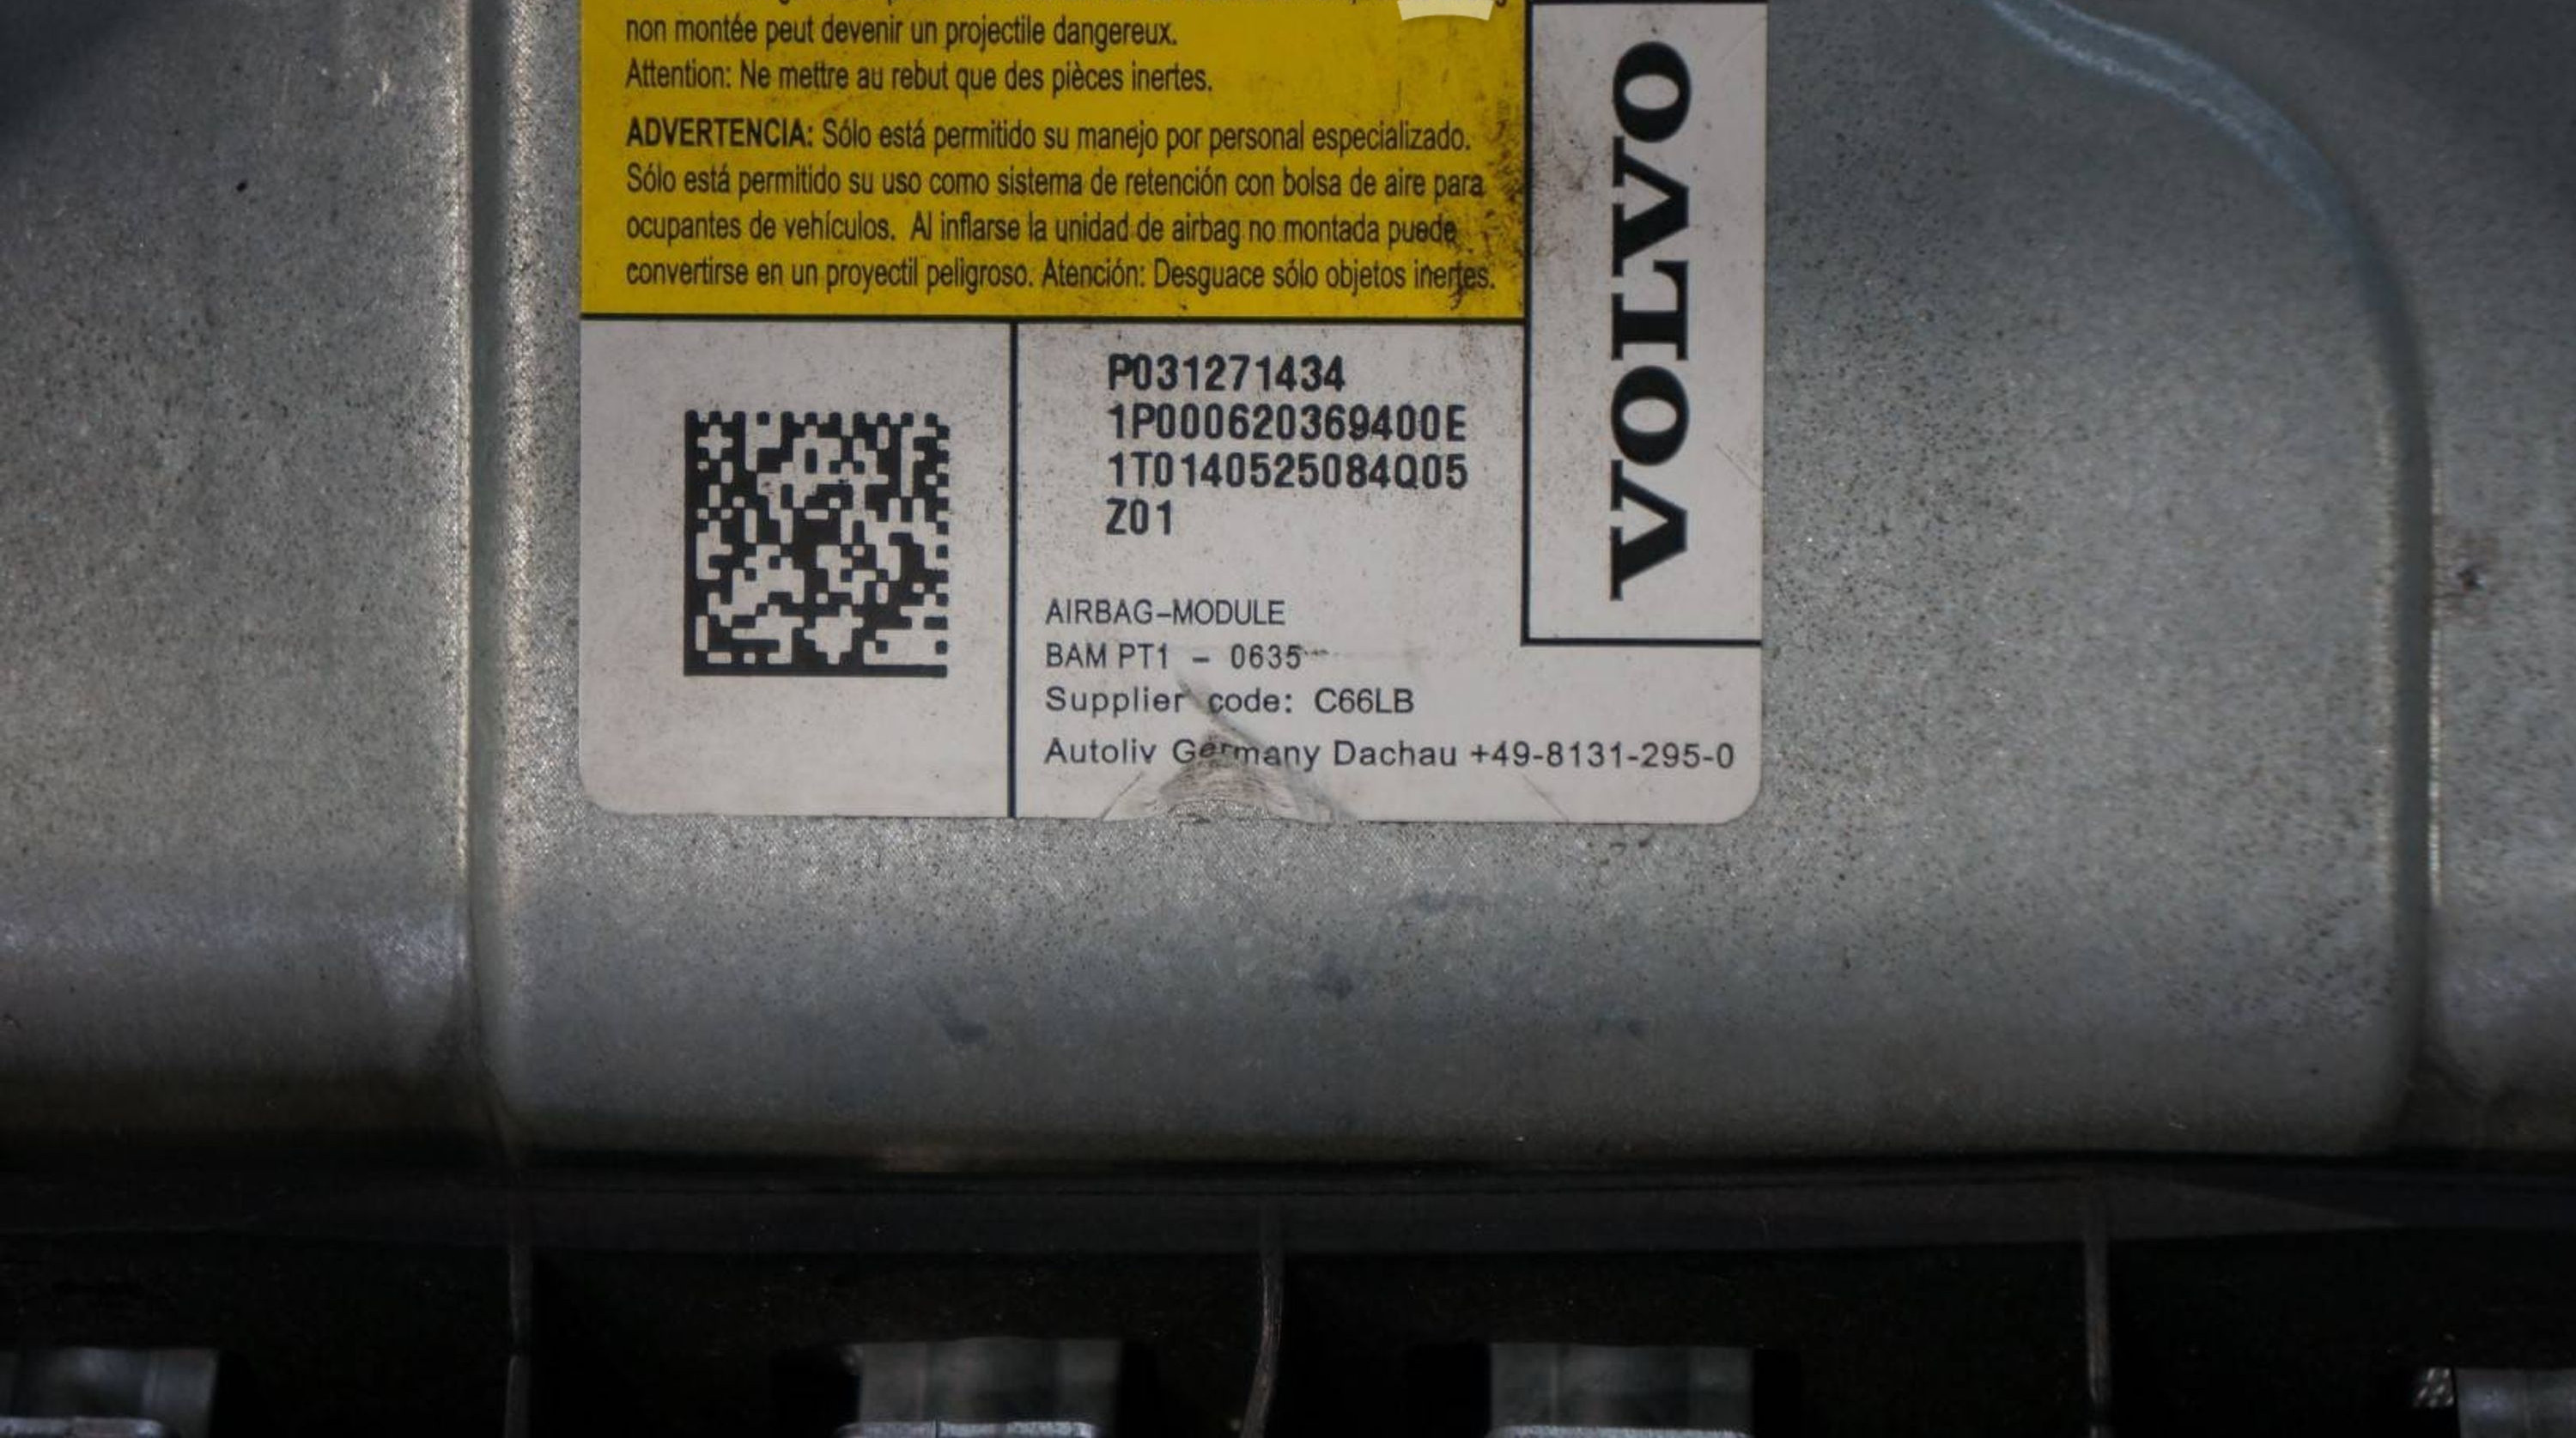 non montée peut devenir un projectile dangereux.
Attention: Ne mettre au rebut que des pièces inertes.
ADVERTENCIA: Sólo está permitido su manejo por personal especializado.
Sólo está permitido su uso como sistema de retención con bolsa de aire para
ocupantes de vehículos. Al inflarse la unidad de airbag no montada puede
convertirse en un proyectil peligroso. Atención: Desguace sólo objetos inertes.
VOLVO
P031271434
1P000620369400E
1T0140525084Q05
Z01
AIRBAG-MODULE
BAM PT1 - 0635
Supplier code: C66LB
Autoliv Germany Dachau +49-8131-295-0